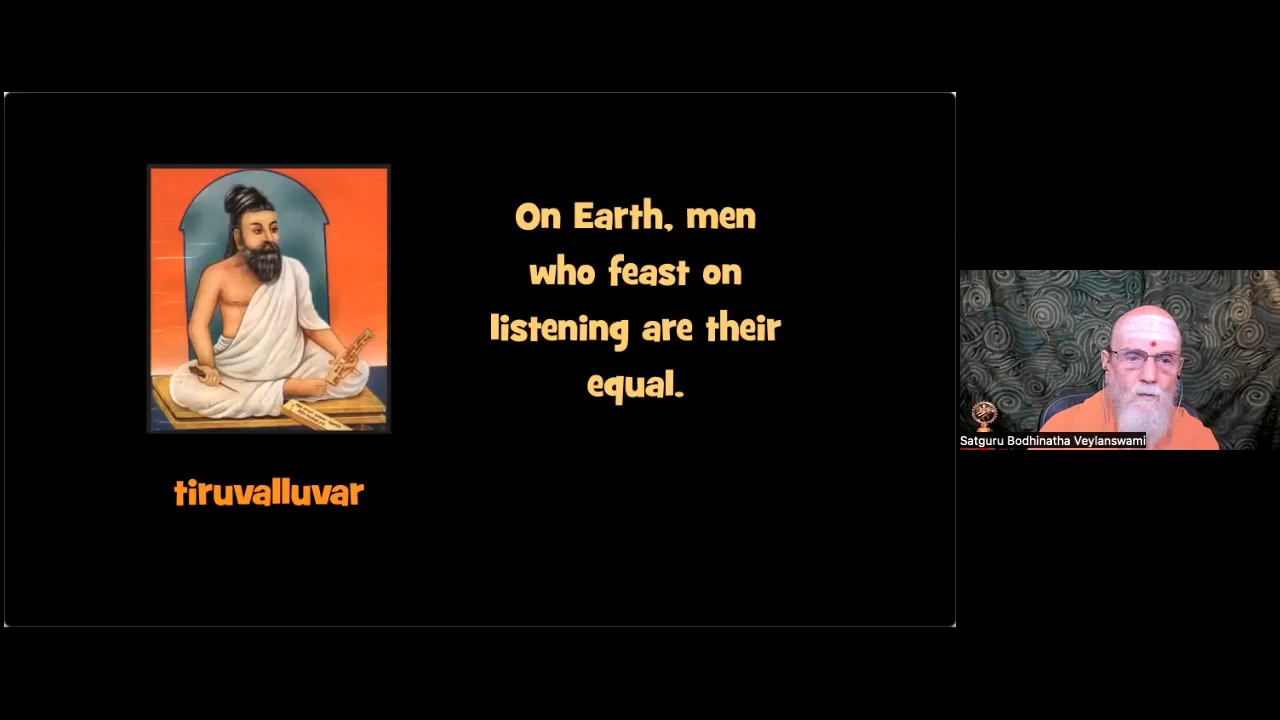 On Earth, men
who feast on
listening are their
equal.
tiruvalluvar
Satguru Bodhinatha Veylanswami